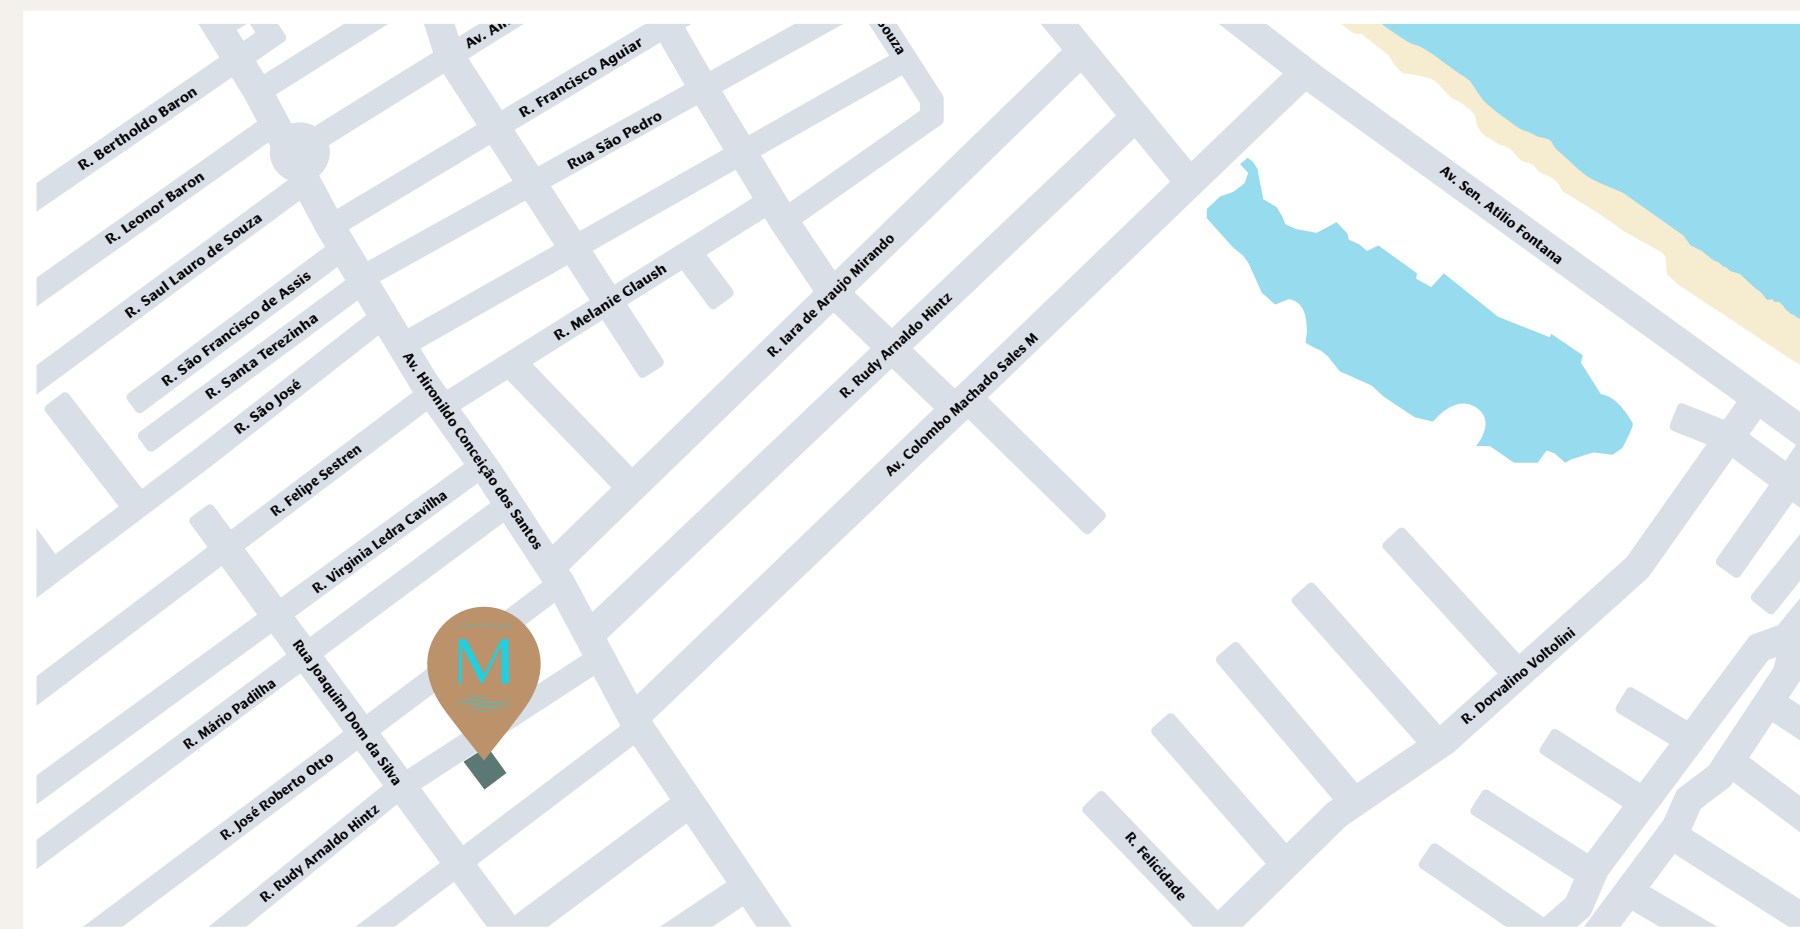 Av.
ouza
R. Francisco Aguiar
R. Bertholdo Baron
Rua São Pedro
R. Leonor Baron
R. Saul Lauro de Souza
Av. Sen. Atilio Fontana
R. São Francisco de Assis
R. Melanie Glaush
R. Iara de Araujo Mirando
R. Santa Terezinha
R. Rudy Arnaldo Hintz
R. São José
Av. Colombo Machado Sales M
Av. Hironildo Conceição dos Santos
R. Felipe Sestren
R. Virginia Ledra Cavilha
M
R. Dorvalino Voltolini
R. Mário Padilha
Rua Joaquim Dom da Silva
R. José Roberto Otto
R. Rudy Arnaldo Hintz
R. Felicidade